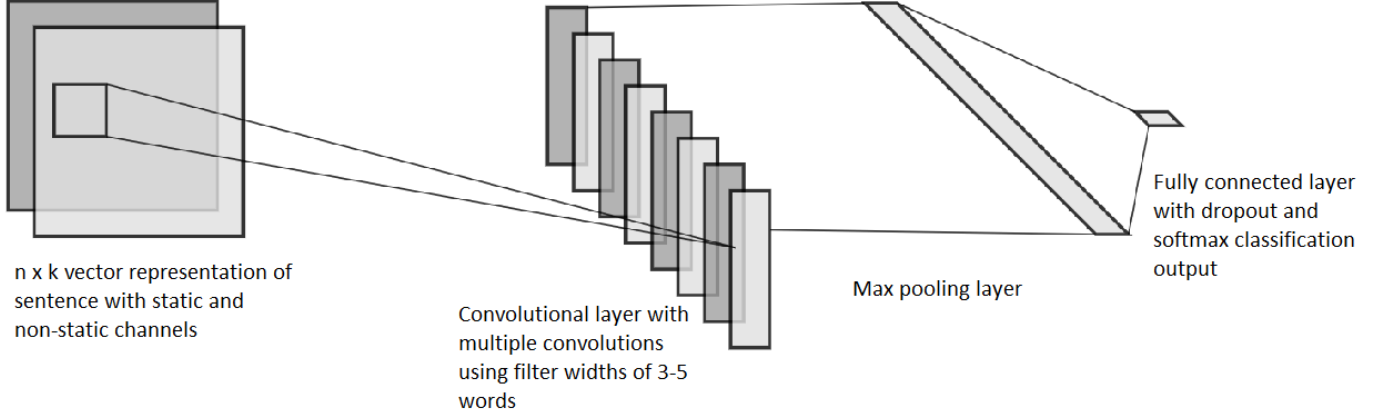 n x k vector representation of
sentence with static and
non-static channels
Convolutional layer with
multiple convolutions
using filter widths of 3-5
words
Max pooling layer
Fully connected layer
with dropout and
softmax classification
output